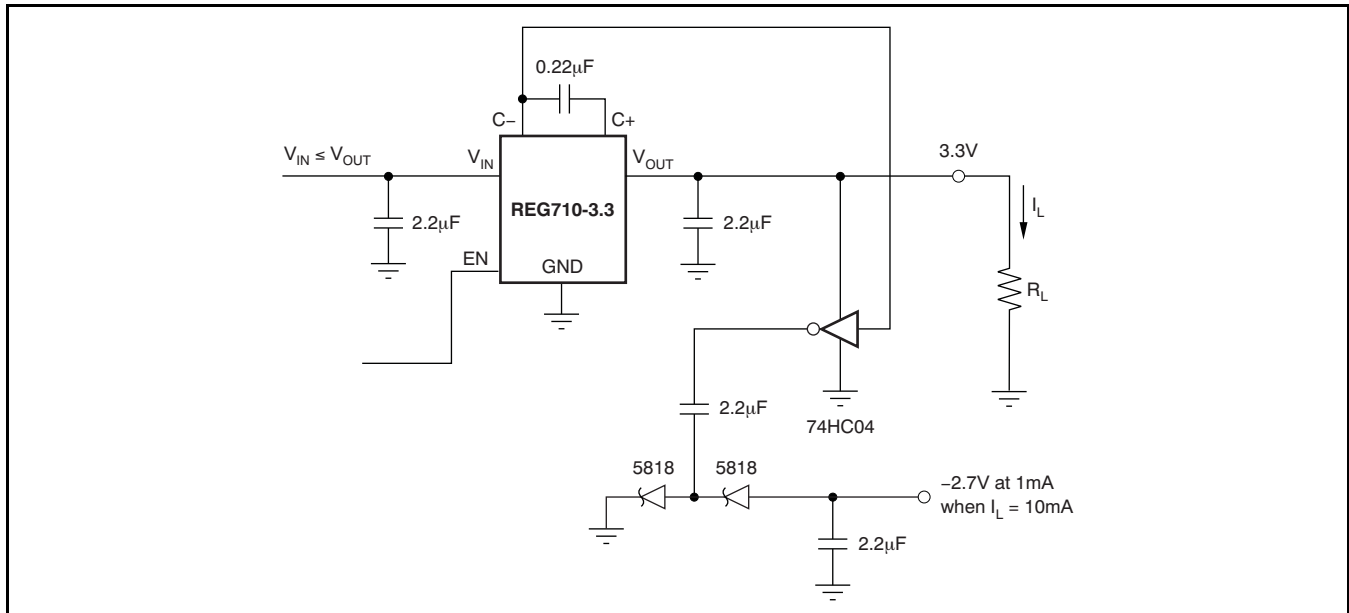 0.22μF
C–
C+
V_IN ≤ V_OUT
V_IN
V_OUT
3.3V
REG710-3.3
2.2μF
2.2μF
I_L
EN
GND
R_L
2.2μF
74HC04
5818
5818
–2.7V at 1mA
when I_L = 10mA
2.2μF